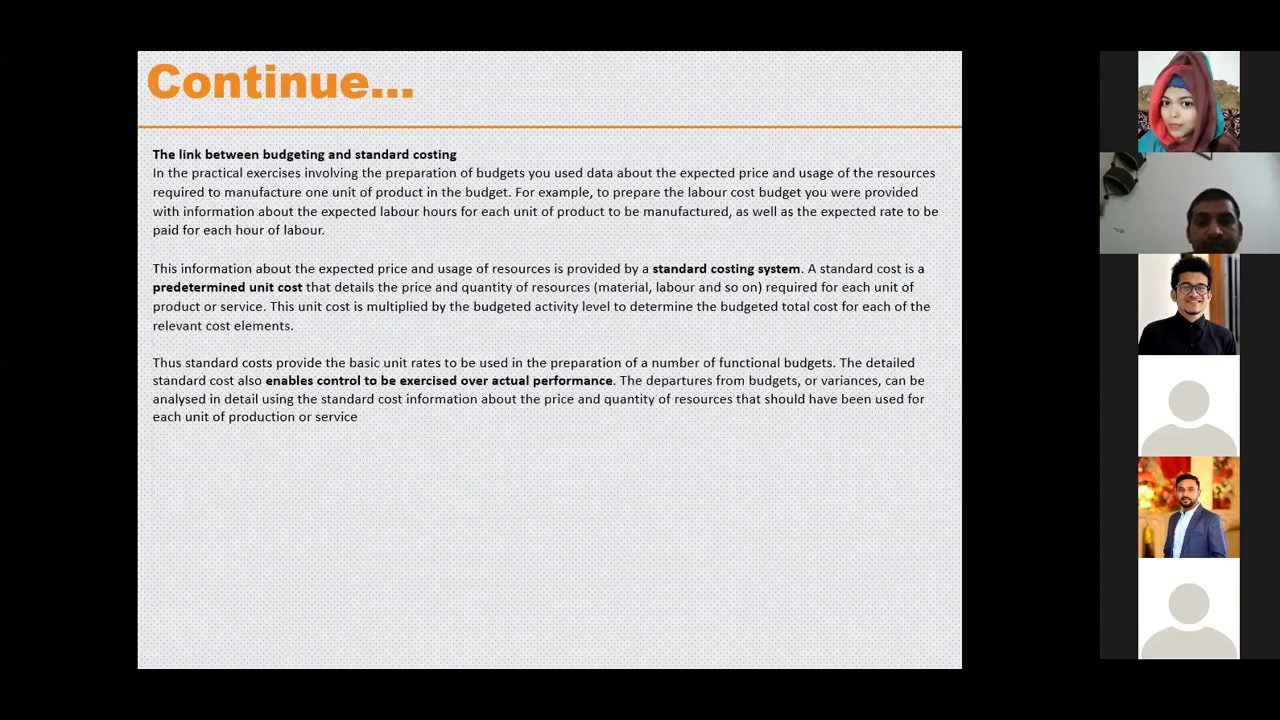 Continue...
The link between budgeting and standard costing
In the practical exercises involving the preparation of budgets you used data about the expected price and usage of the resources
required to manufacture one unit of product in the budget. For example, to prepare the labour cost budget you were provided
with information about the expected labour hours for each unit of product to be manufactured, as well as the expected rate to be
paid for each hour of labour.
This information about the expected price and usage of resources is provided by a standard costing system. A standard cost is a
predetermined unit cost that details the price and quantity of resources (material, labour and so on) required for each unit of
product or service. This unit cost is multiplied by the budgeted activity level to determine the budgeted total cost for each of the
relevant cost elements.
Thus standard costs provide the basic unit rates to be used in the preparation of a number of functional budgets. The detailed
standard cost also enables control to be exercised over actual performance. The departures from budgets, or variances, can be
analysed in detail using the standard cost information about the price and quantity of resources that should have been used for
each unit of production or service